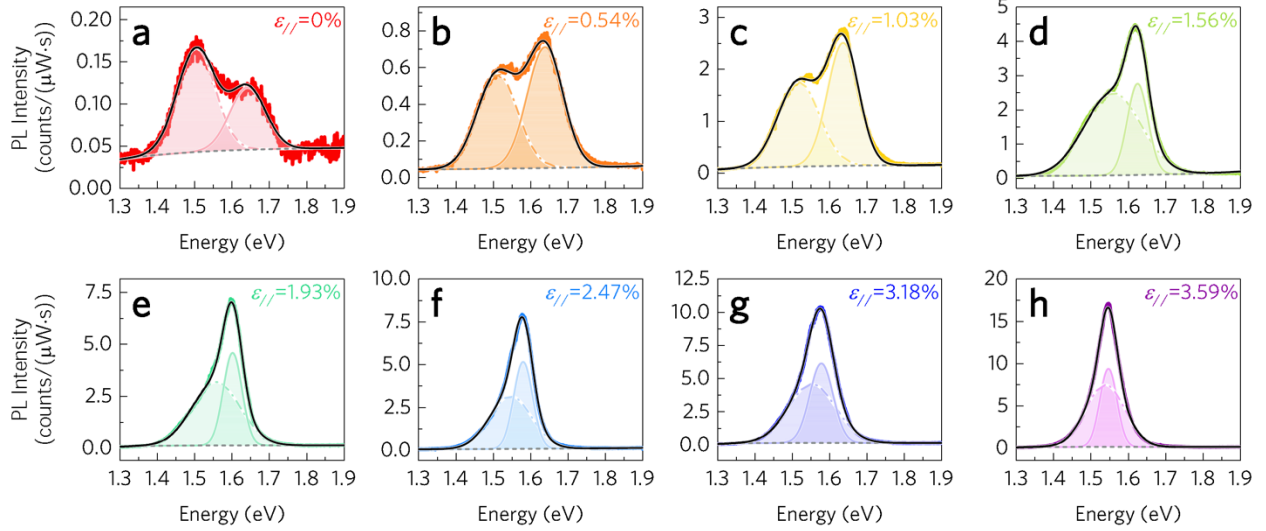 a
ε//=0%
0.20
0.15
0.10
0.05
0.00
1.3 1.4 1.5 1.6 1.7 1.8 1.9
Energy (eV)
PL Intensity
(counts/(μW·s))
b
ε//=0.54%
0.8
0.6
0.4
0.2
0.0
1.3 1.4 1.5 1.6 1.7 1.8 1.9
Energy (eV)
c
ε//=1.03%
3
2
1
0
1.3 1.4 1.5 1.6 1.7 1.8 1.9
Energy (eV)
d
ε//=1.56%
5
4
3
2
1
0
1.3 1.4 1.5 1.6 1.7 1.8 1.9
Energy (eV)
e
ε//=1.93%
7.5
5.0
2.5
0.0
1.3 1.4 1.5 1.6 1.7 1.8 1.9
Energy (eV)
PL Intensity
(counts/(μW·s))
f
ε//=2.47%
10.0
7.5
5.0
2.5
0.0
1.3 1.4 1.5 1.6 1.7 1.8 1.9
Energy (eV)
g
ε//=3.18%
12.5
10.0
7.5
5.0
2.5
0.0
1.3 1.4 1.5 1.6 1.7 1.8 1.9
Energy (eV)
h
ε//=3.59%
20
15
10
5
0
1.3 1.4 1.5 1.6 1.7 1.8 1.9
Energy (eV)